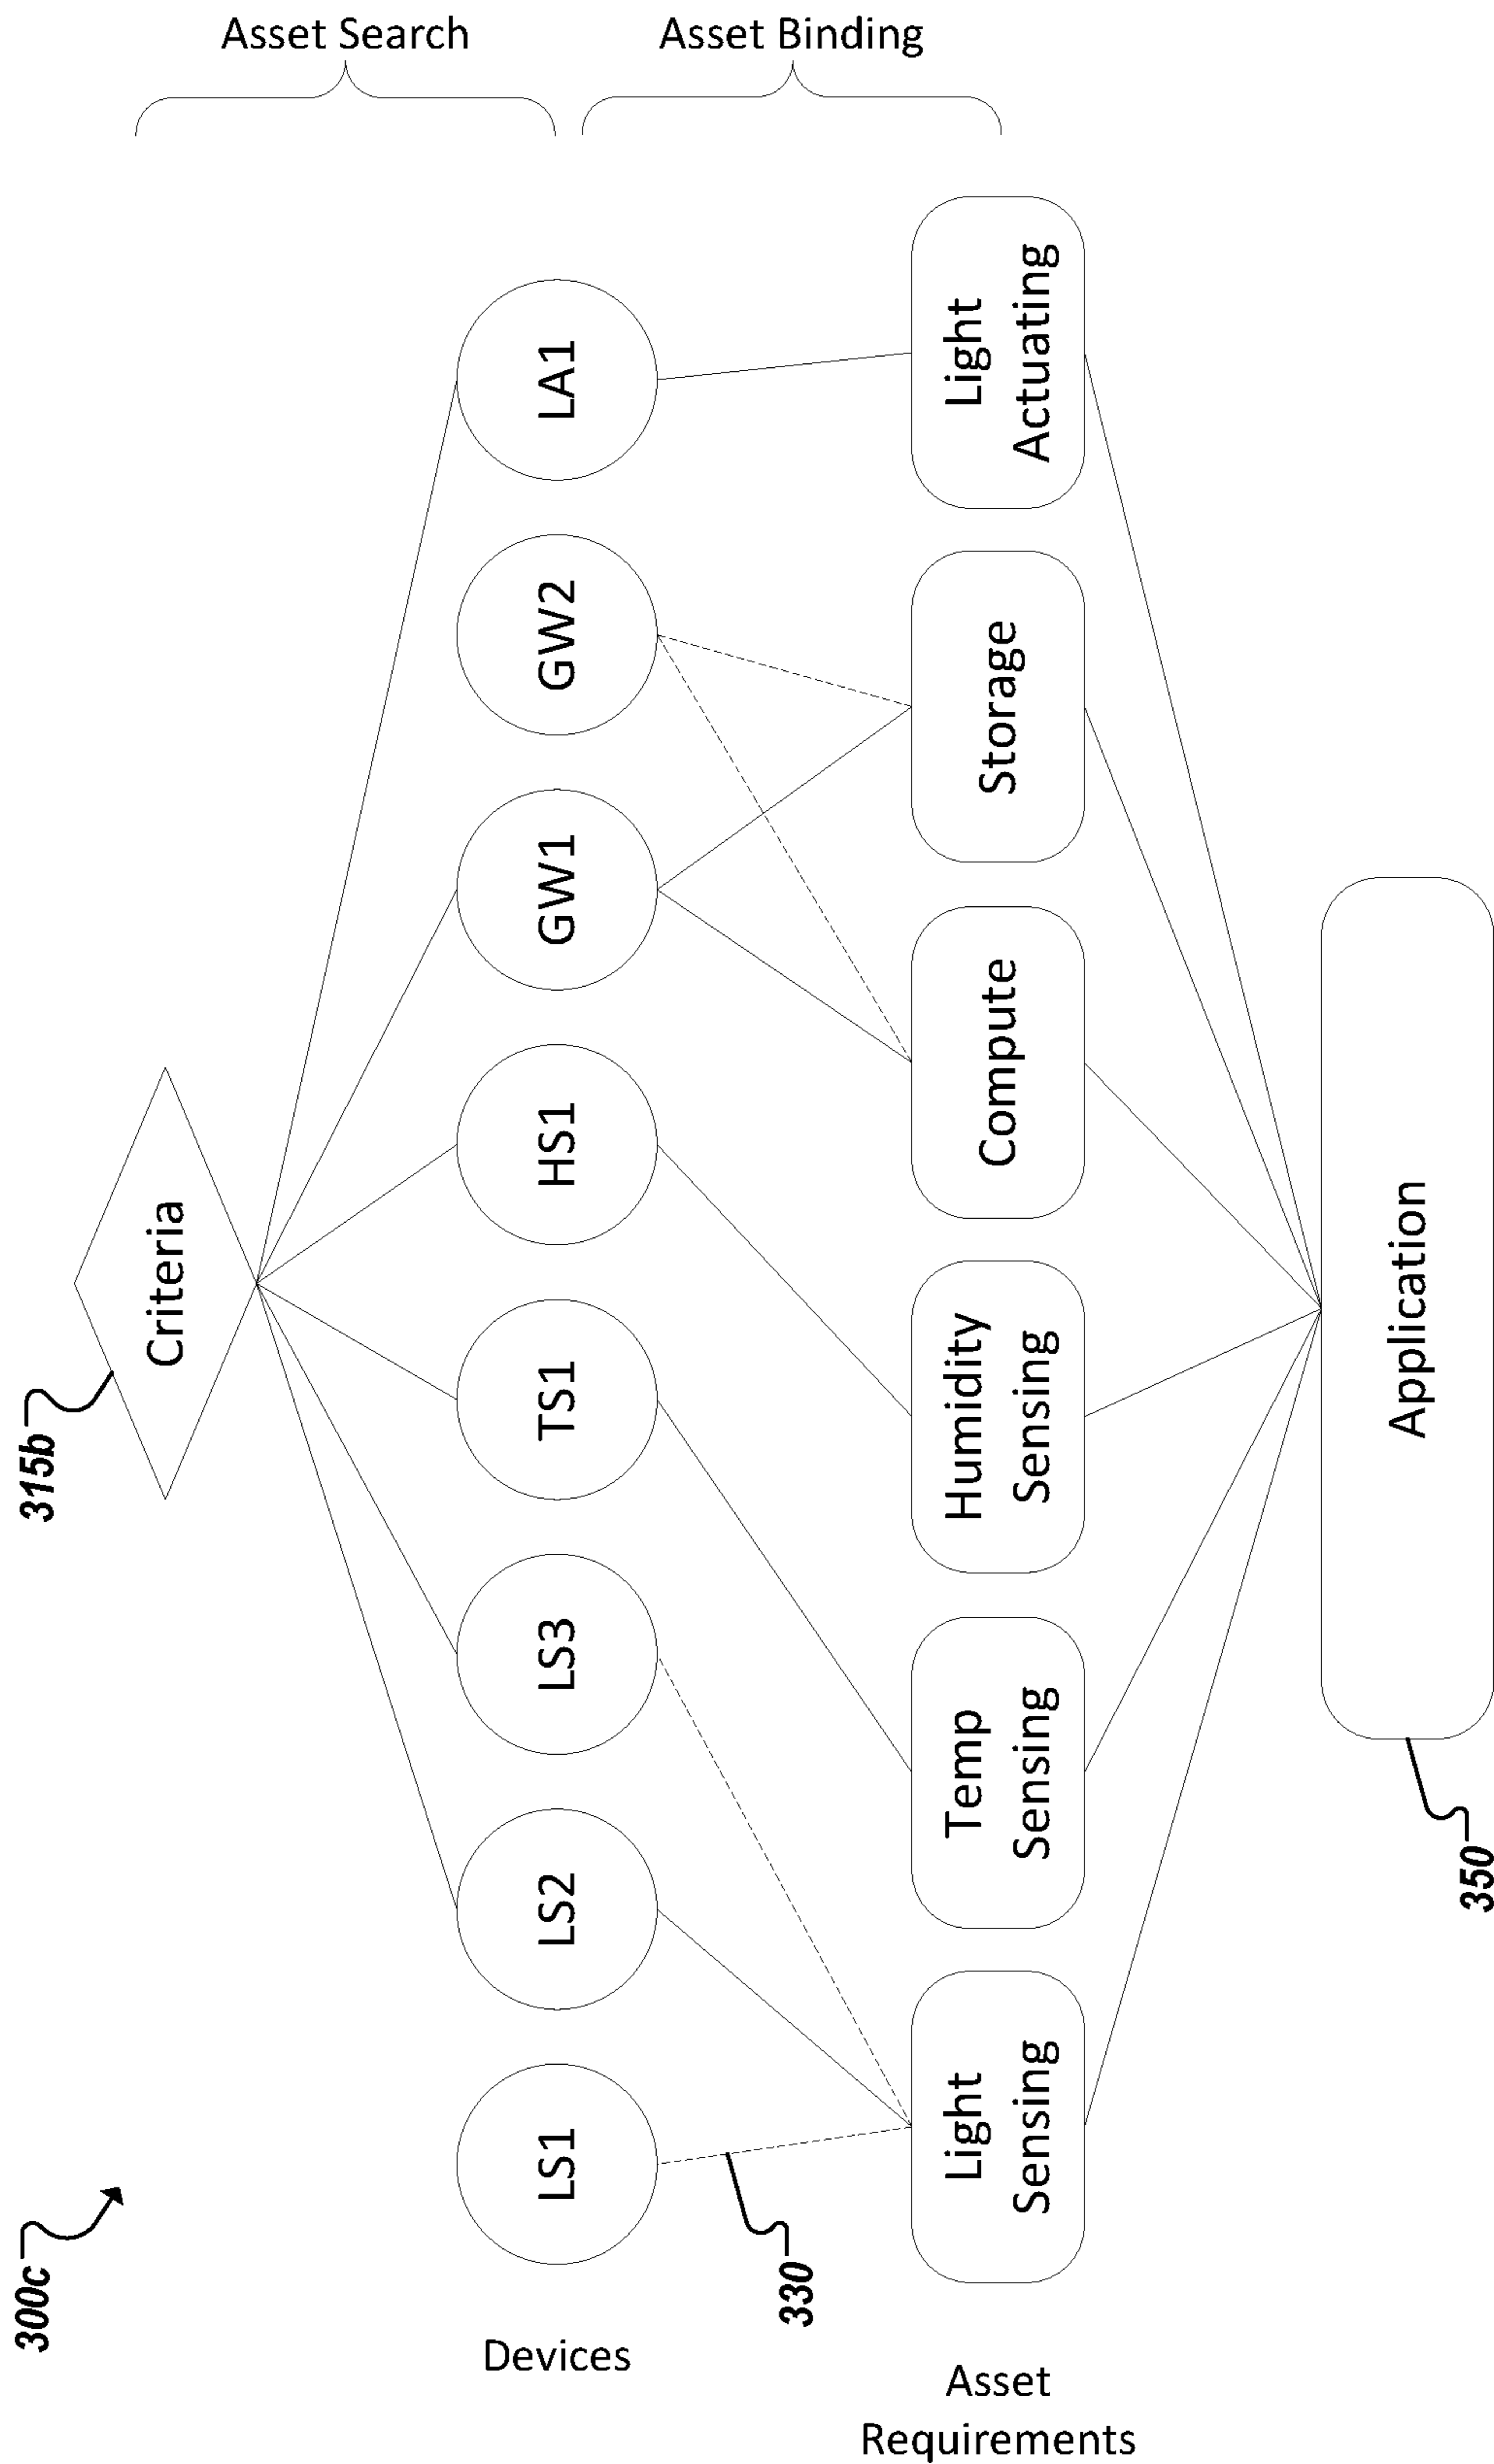 Asset Search
Asset Binding
315b
Criteria
300c
Devices
LS1
LS2
LS3
TS1
HS1
GW1
GW2
LA1
330
Asset
Requirements
Light
Sensing
Temp
Sensing
Humidity
Sensing
Compute
Storage
Light
Actuating
Application
350